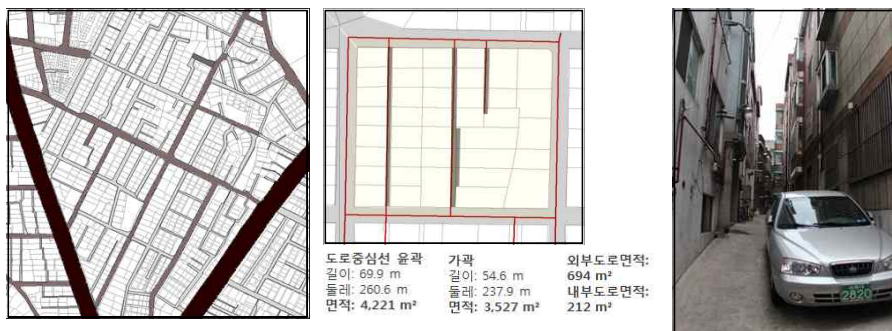 도로중심선 윤곽
길이: 69.9 m
둘레: 260.6 m
면적: 4,221 m²
가곽
길이: 54.6 m
둘레: 237.9 m
면적: 3,527 m²
외부도로면적:
694 m²
내부도로면적:
212 m²
2820